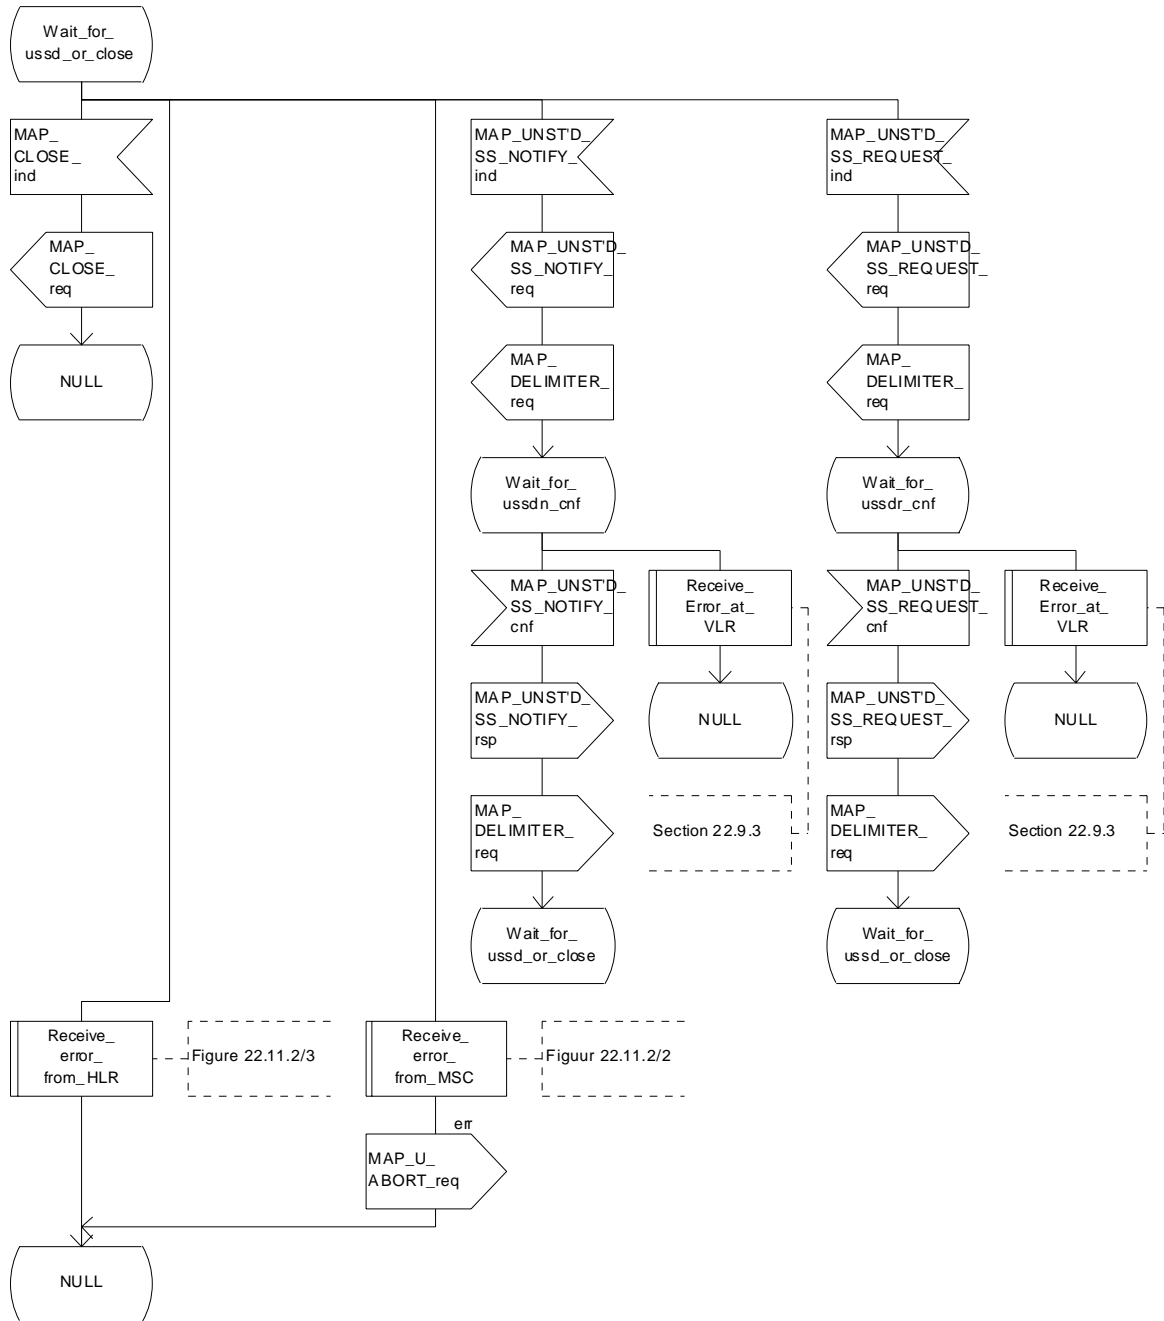 Wait_for_
ussd_or_close
MAP_
CLOSE_
ind
MAP_UNST'D_
SS_NOTIFY_
ind
MAP_UNST'D_
SS_REQUEST_
ind
MAP_
CLOSE_
req
MAP_UNST'D_
SS_NOTIFY_
req
MAP_UNST'D_
SS_REQUEST_
req
NULL
MAP_
DELIMITER_
req
MAP_
DELIMITER_
req
Wait_for_
ussdn_cnf
Wait_for_
ussdr_cnf
MAP_UNST'D_
SS_NOTIFY_
cnf
Receive_
Error_at_
VLR
MAP_UNST'D_
SS_REQUEST_
cnf
Receive_
Error_at_
VLR
MAP_UNST'D_
SS_NOTIFY_
rsp
NULL
MAP_UNST'D_
SS_REQUEST_
rsp
NULL
MAP_
DELIMITER_
req
Section 22.9.3
MAP_
DELIMITER_
req
Section 22.9.3
Wait_for_
ussd_or_close
Wait_for_
ussd_or_close
Receive_
error_
from_HLR
Figure 22.11.2/3
Receive_
error_
from_MSC
Figuur 22.11.2/2
err
MAP_U_
ABORT_req
NULL